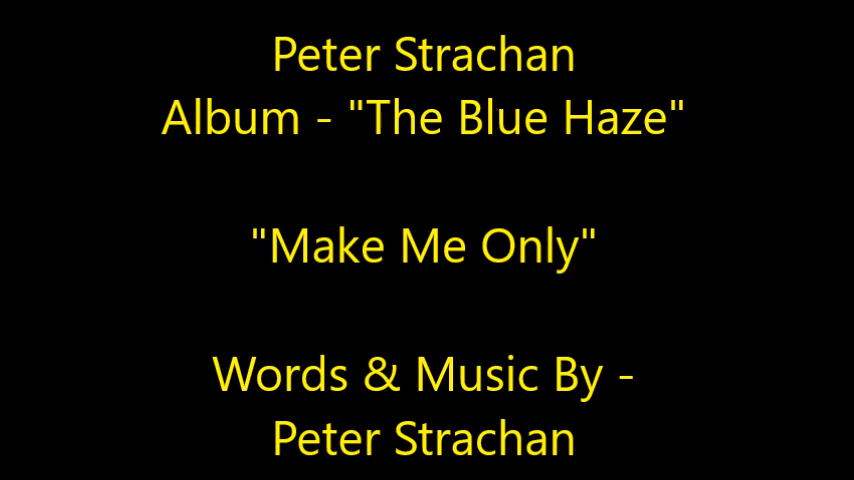 Peter Strachan
Album - "The Blue Haze"
"Make Me Only"
Words & Music By -
Peter Strachan